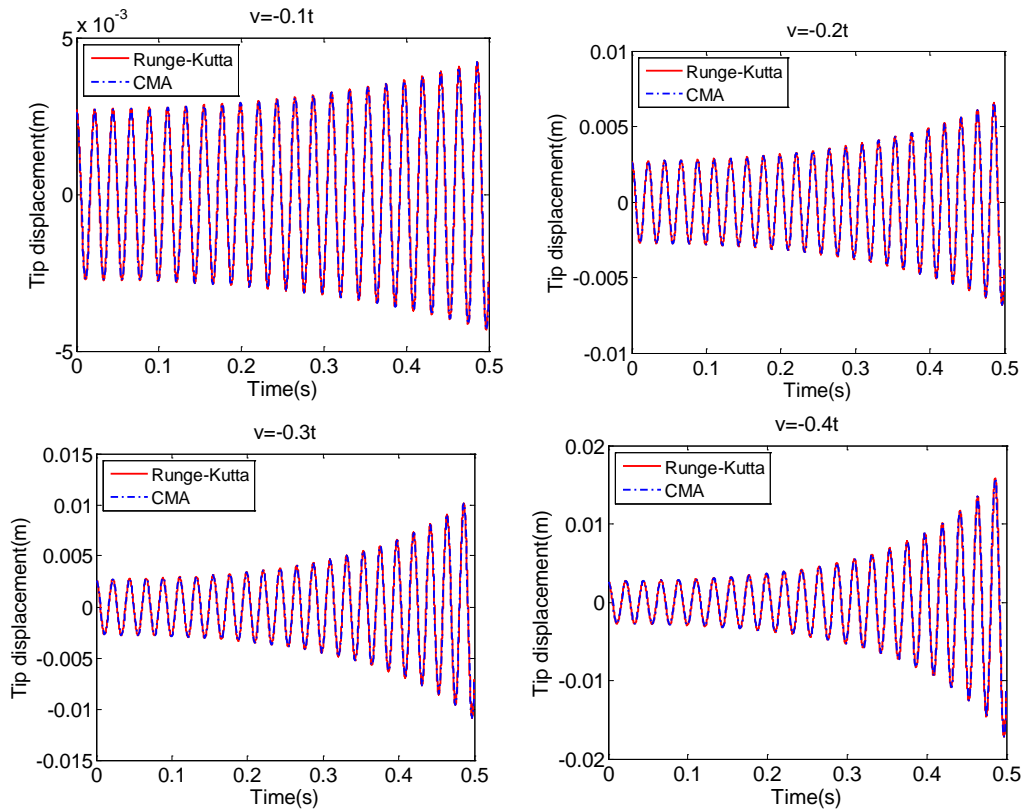 v=-0.1t
x 10^-3
Runge-Kutta
CMA
5
0
-5
Tip displacement(m)
0 0.1 0.2 0.3 0.4 0.5
Time(s)
v=-0.2t
Runge-Kutta
CMA
0.01
0.005
0
-0.005
-0.01
Tip displacement(m)
0 0.1 0.2 0.3 0.4 0.5
Time(s)
v=-0.3t
Runge-Kutta
CMA
0.015
0.01
0.005
0
-0.005
-0.01
-0.015
Tip displacement(m)
0 0.1 0.2 0.3 0.4 0.5
Time(s)
v=-0.4t
Runge-Kutta
CMA
0.02
0.01
0
-0.01
-0.02
Tip displacement(m)
0 0.1 0.2 0.3 0.4 0.5
Time(s)